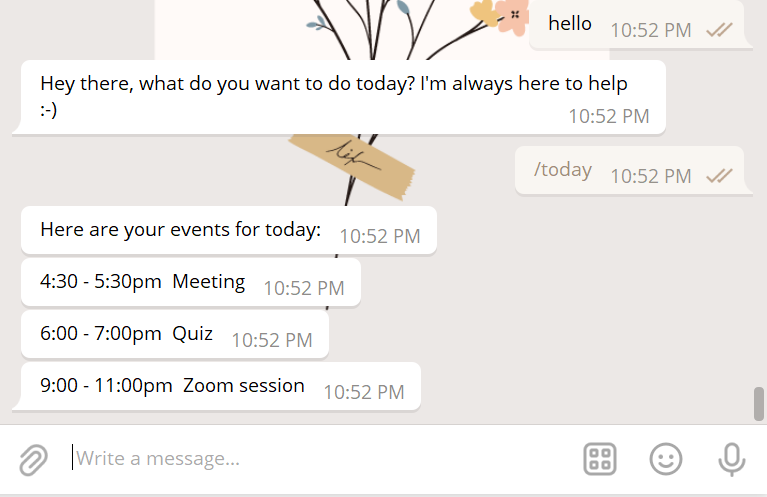 hello 10:52 PM
Hey there, what do you want to do today? I'm always here to help
:-) 10:52 PM
/today 10:52 PM
Here are your events for today: 10:52 PM
4:30 - 5:30pm  Meeting 10:52 PM
6:00 - 7:00pm  Quiz 10:52 PM
9:00 - 11:00pm  Zoom session 10:52 PM
Write a message...